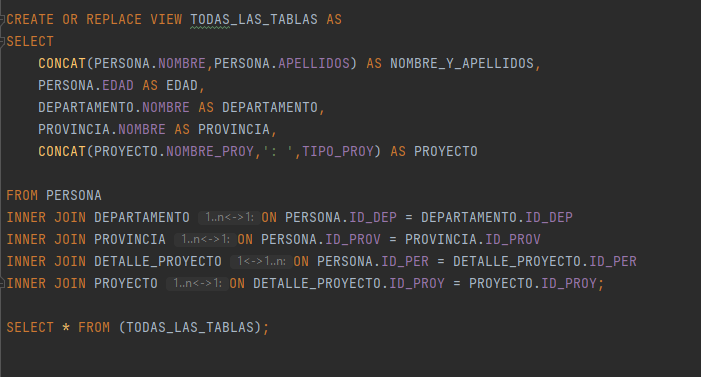 CREATE OR REPLACE VIEW TODAS_LAS_TABLAS AS
SELECT
CONCAT(PERSONA.NOMBRE,PERSONA.APELLIDOS) AS NOMBRE_Y_APELLIDOS,
PERSONA.EDAD AS EDAD,
DEPARTAMENTO.NOMBRE AS DEPARTAMENTO,
PROVINCIA.NOMBRE AS PROVINCIA,
CONCAT(PROYECTO.NOMBRE_PROY,': ',TIPO_PROY) AS PROYECTO
FROM PERSONA
INNER JOIN DEPARTAMENTO 1..n<->1: ON PERSONA.ID_DEP = DEPARTAMENTO.ID_DEP
INNER JOIN PROVINCIA 1..n<->1: ON PERSONA.ID_PROV = PROVINCIA.ID_PROV
INNER JOIN DETALLE_PROYECTO 1<->1..n: ON PERSONA.ID_PER = DETALLE_PROYECTO.ID_PER
INNER JOIN PROYECTO 1..n<->1: ON DETALLE_PROYECTO.ID_PROY = PROYECTO.ID_PROY;
SELECT * FROM (TODAS_LAS_TABLAS);